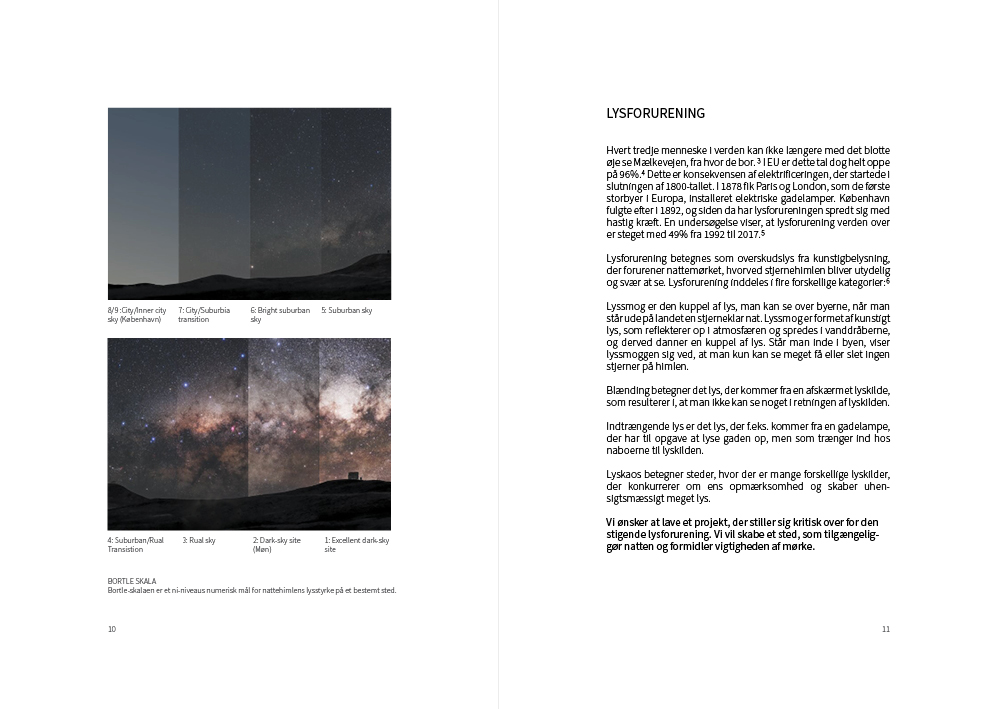 8/9 :City/Inner city
sky (København)
7: City/Suburbia
transition
6: Bright suburban
sky
5: Suburban sky
4: Suburban/Rual
Transistion
3: Rual sky
2: Dark-sky site
(Møn)
1: Excellent dark-sky
site
BORTLE SKALA
Bortle-skalaen er et ni-niveaus numerisk mål for nattehimlens lysstyrke på et bestemt sted.
10
LYSFORURENING
Hvert tredje menneske i verden kan ikke længere med det blotte
øje se Mælkevejen, fra hvor de bor. ³ I EU er dette tal dog helt oppe
på 96%.⁴ Dette er konsekvensen af elektrificeringen, der startede i
slutningen af 1800-tallet. I 1878 fik Paris og London, som de første
storbyer i Europa, installeret elektriske gadelamper. København
fulgte efter i 1892, og siden da har lysforureningen spredt sig med
hastig kræft. En undersøgelse viser, at lysforurening verden over
er steget med 49% fra 1992 til 2017.⁵
Lysforurening betegnes som overskudslys fra kunstigbelysning,
der forurener nattemørket, hvorved stjernehimlen bliver utydelig
og svær at se. Lysforurening inddeles i fire forskellige kategorier:⁶
Lyssmog er den kuppel af lys, man kan se over byerne, når man
står ude på landet en stjerneklar nat. Lyssmog er formet af kunstigt
lys, som reflekterer op i atmosfæren og spredes i vanddråberne,
og derved danner en kuppel af lys. Står man inde i byen, viser
lyssmoggen sig ved, at man kun kan se meget få eller slet ingen
stjerner på himlen.
Blænding betegner det lys, der kommer fra en afskærmet lyskilde,
som resulterer i, at man ikke kan se noget i retningen af lyskilden.
Indtrængende lys er det lys, der f.eks. kommer fra en gadelampe,
der har til opgave at lyse gaden op, men som trænger ind hos
naboerne til lyskilden.
Lyskaos betegner steder, hvor der er mange forskellige lyskilder,
der konkurrerer om ens opmærksomhed og skaber uhen-
sigtsmæssigt meget lys.
Vi ønsker at lave et projekt, der stiller sig kritisk over for den
stigende lysforurening. Vi vil skabe et sted, som tilgængelig-
gør natten og formidler vigtigheden af mørke.
11